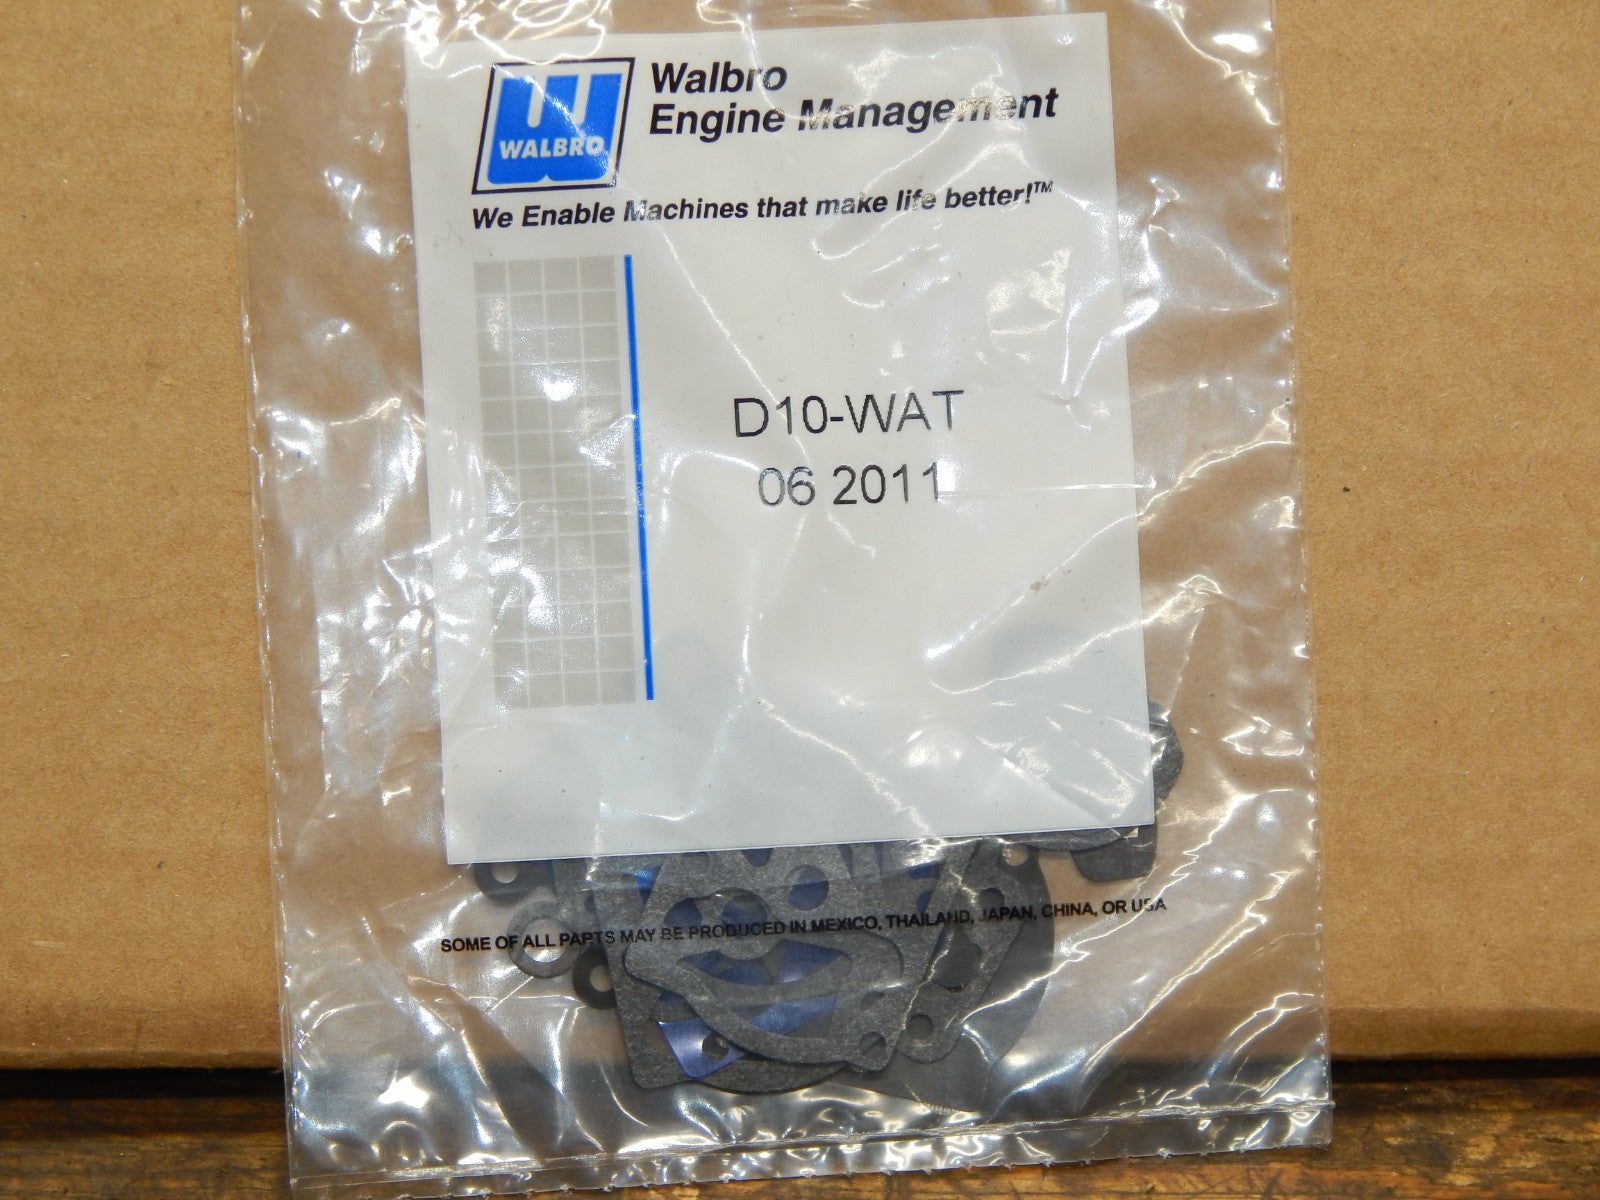 WALBRO
Walbro
Engine Management
We Enable Machines that make life better!™
D10-WAT
06 2011
SOME OF ALL PARTS MAY BE PRODUCED IN MEXICO, THAILAND, JAPAN, CHINA, OR USA